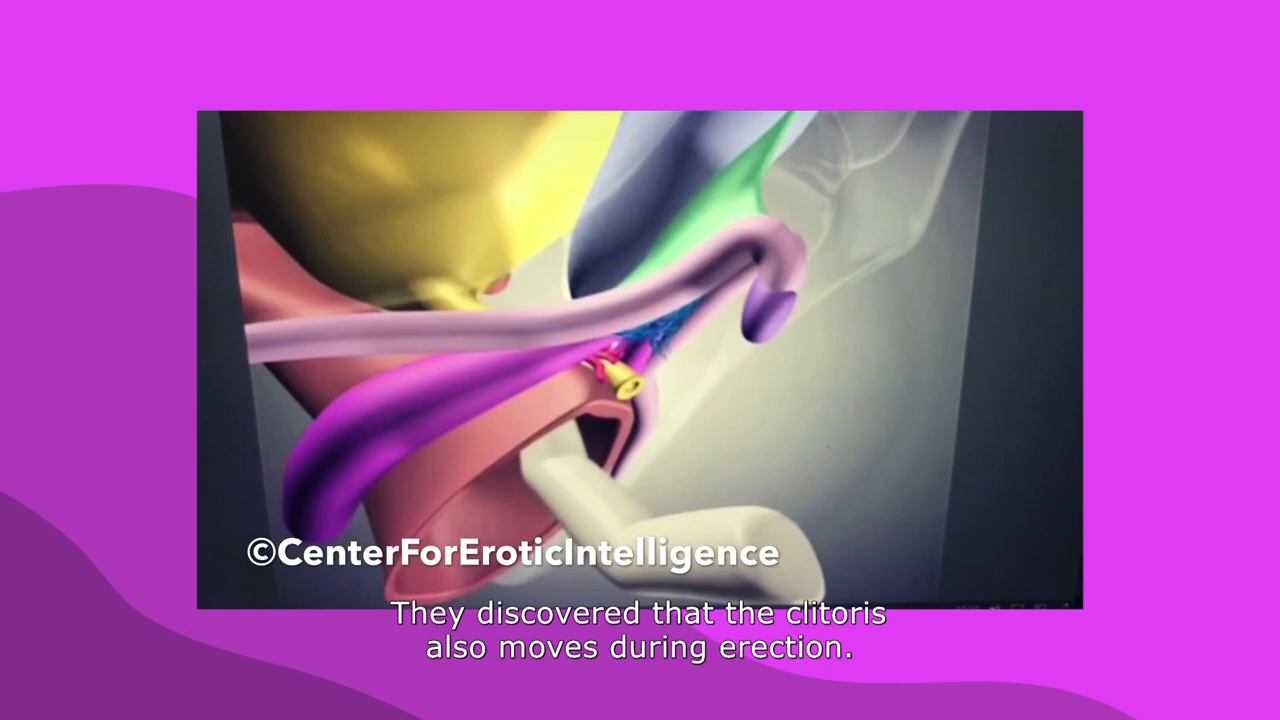 ©CenterForEroticIntelligence
They discovered that the clitoris
also moves during erection.